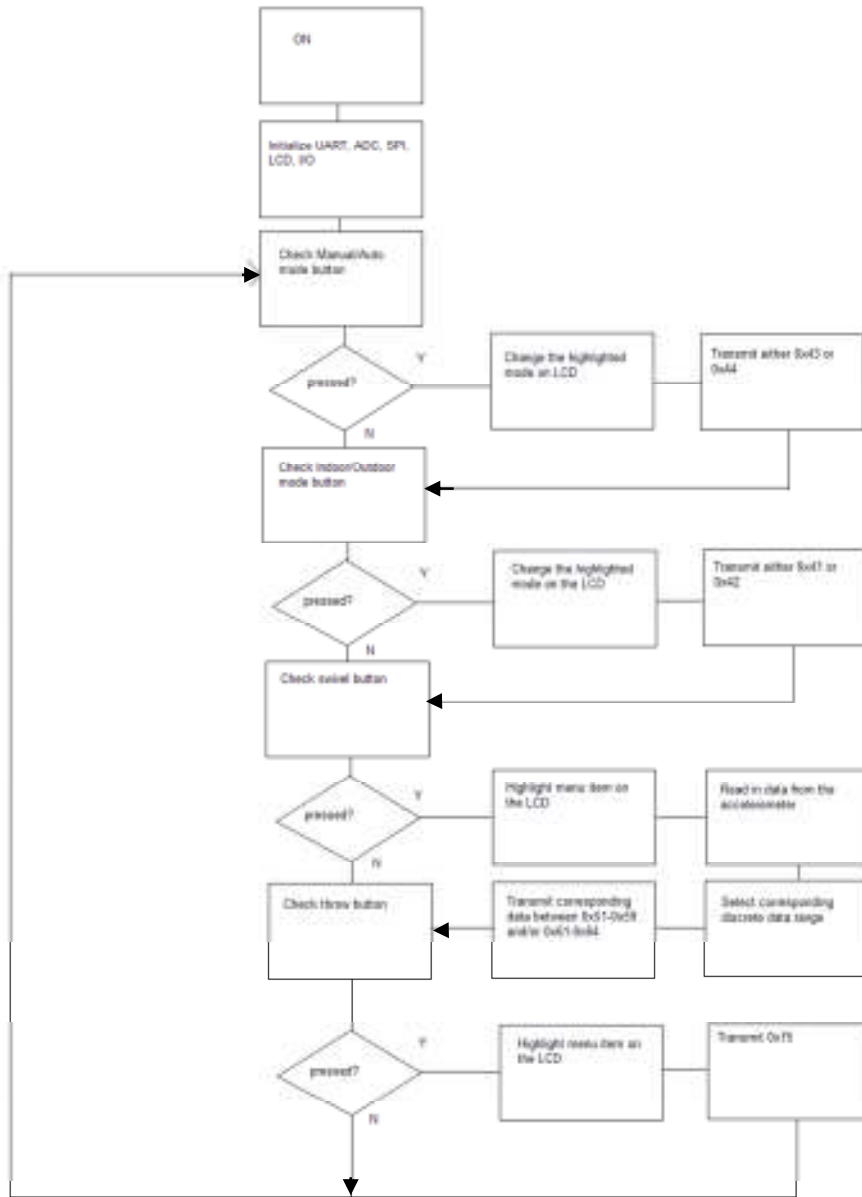 ON
Initialize UART, ADC, SPI,
LCD, I/O
Check Manual/Auto
mode button
pressed?
Y
Change the highlighted
mode on LCD
Transmit either 0x43 or
0xA4
N
Check Indoor/Outdoor
mode button
pressed?
Y
Change the highlighted
mode on the LCD
Transmit either 0x41 or
0x42
N
Check swivel button
pressed?
Y
Highlight menu item on
the LCD
Read in data from the
accelerometer
N
Check throw button
Transmit corresponding
data between 0x51-0x59
and/or 0x61-0x64
Select corresponding
discrete data range
pressed?
Y
Highlight menu item on
the LCD
Transmit
N